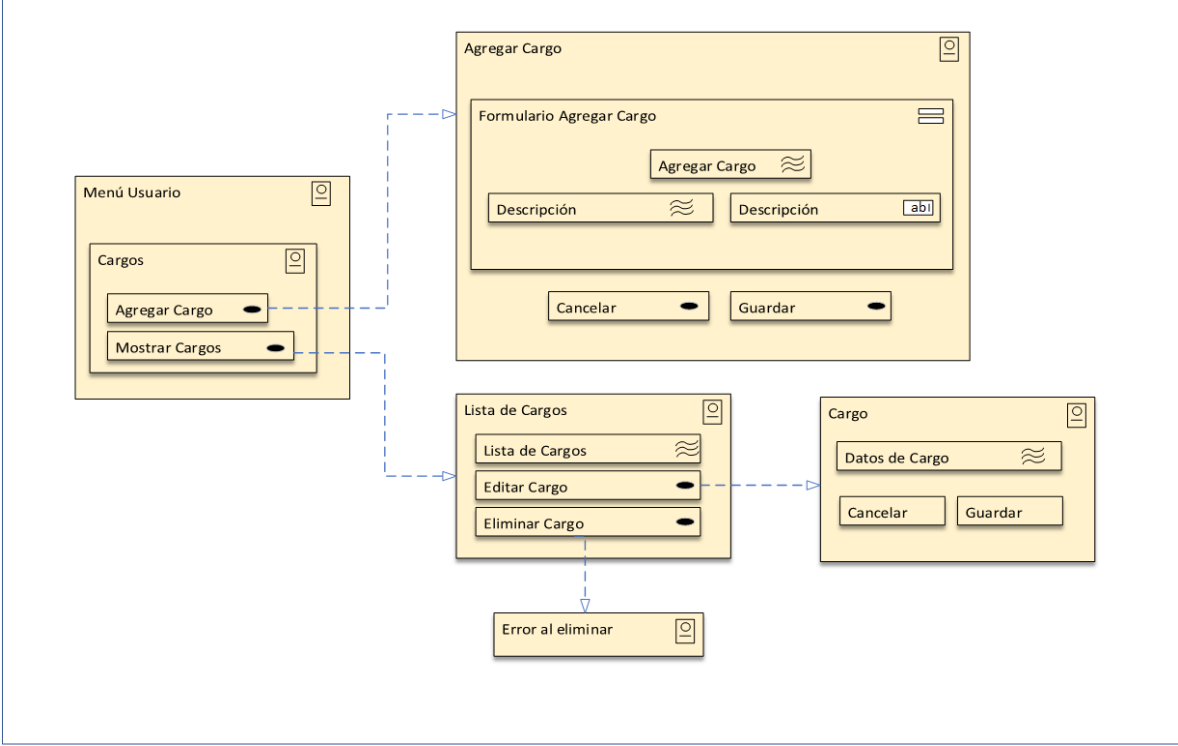 Menú Usuario
Cargos
Agregar Cargo
Mostrar Cargos
Agregar Cargo
Formulario Agregar Cargo
Agregar Cargo
Descripción
Descripción
abI
Cancelar
Guardar
Lista de Cargos
Lista de Cargos
Editar Cargo
Eliminar Cargo
Cargo
Datos de Cargo
Cancelar
Guardar
Error al eliminar